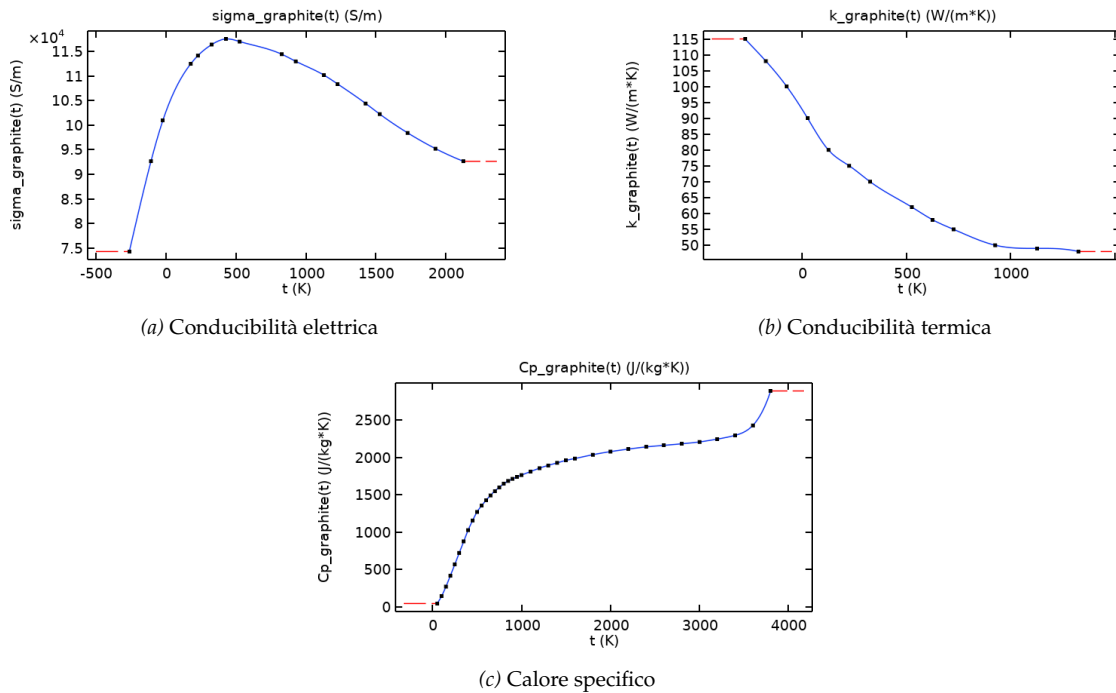 sigma_graphite(t) (S/m)
×10⁴
11.5
11
10.5
10
9.5
9
8.5
8
7.5
sigma_graphite(t) (S/m)
-500 0 500 1000 1500 2000
t (K)
(a) Conducibilità elettrica
k_graphite(t) (W/(m*K))
115
110
105
100
95
90
85
80
75
70
65
60
55
50
k_graphite(t) (W/(m*K))
0 500 1000
t (K)
(b) Conducibilità termica
Cp_graphite(t) (J/(kg*K))
2500
2000
1500
1000
500
0
Cp_graphite(t) (J/(kg*K))
0 1000 2000 3000 4000
t (K)
(c) Calore specifico